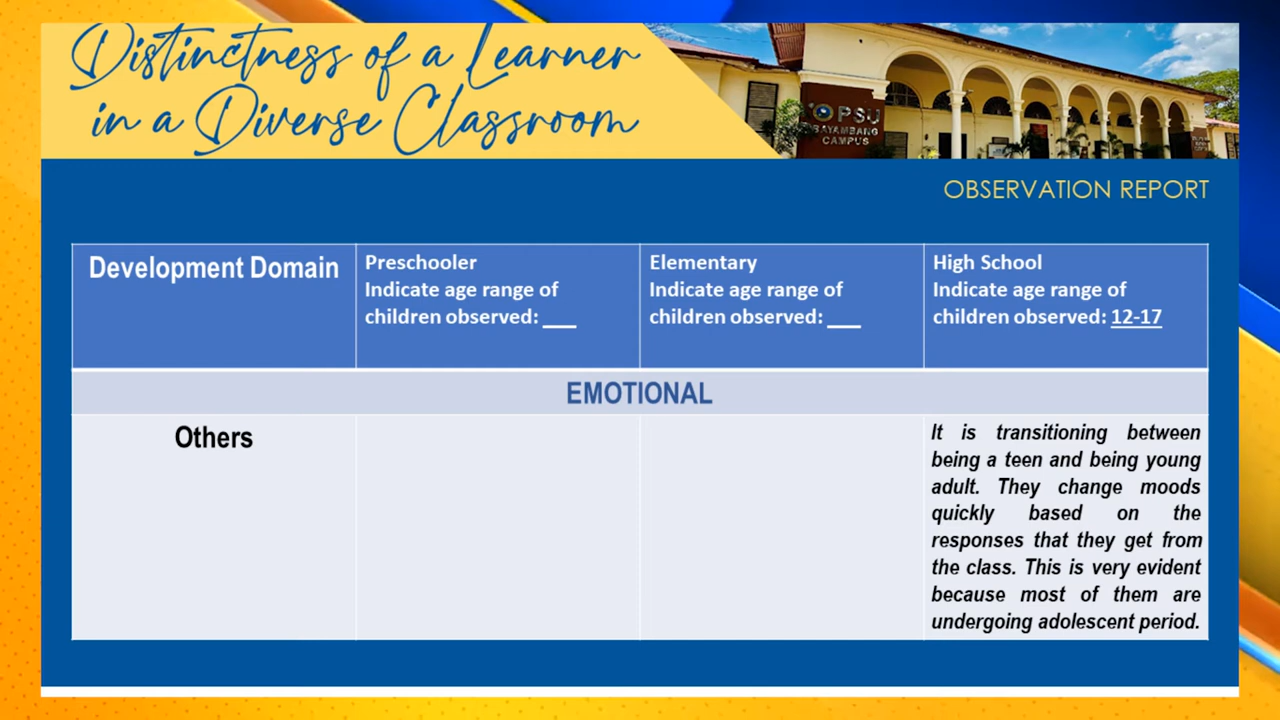 Distinctness of a Learner
in a Diverse Classroom
PSU
BAYAMBANG
CAMPUS
OBSERVATION REPORT
Development Domain
Preschooler
Indicate age range of
children observed: ___
Elementary
Indicate age range of
children observed: ___
High School
Indicate age range of
children observed: 12-17
EMOTIONAL
Others
It is transitioning between
being a teen and being young
adult. They change moods
quickly based on the
responses that they get from
the class. This is very evident
because most of them are
undergoing adolescent period.